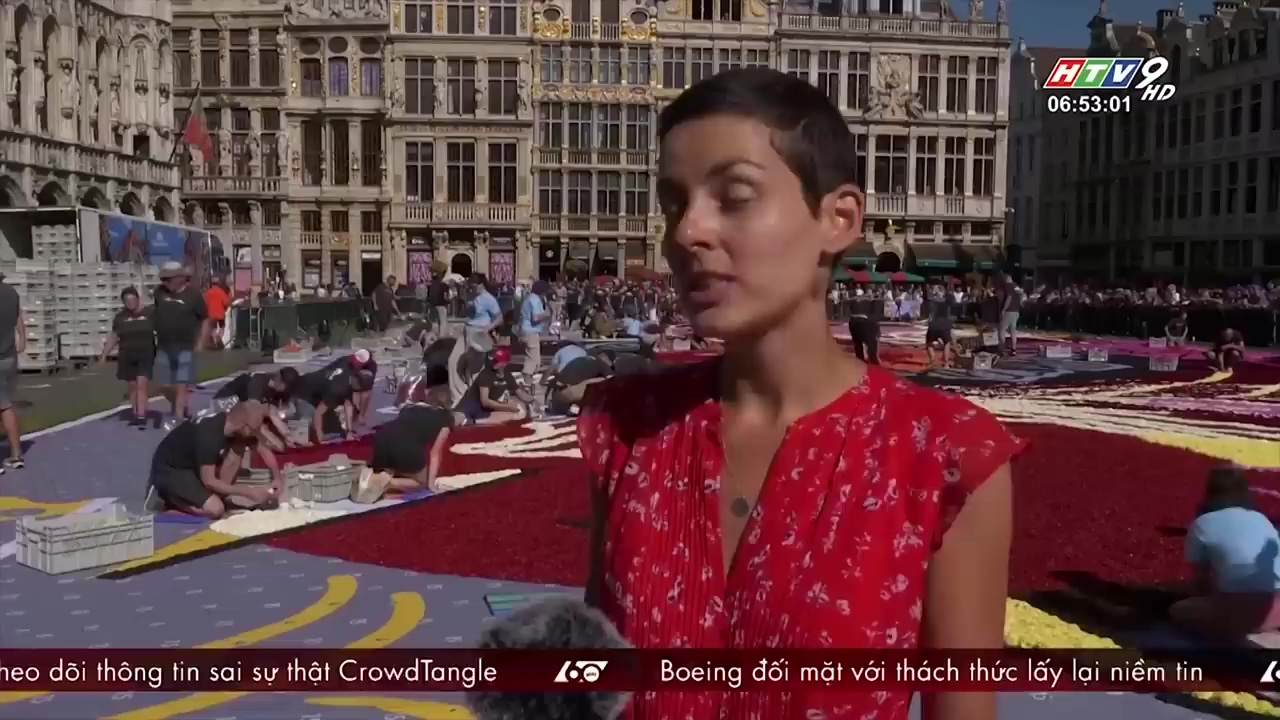 HTV9 HD
06:53:01
heo dõi thông tin sai sự thật CrowdTangle 60 Boeing đối mặt với thách thức lấy lại niềm tin